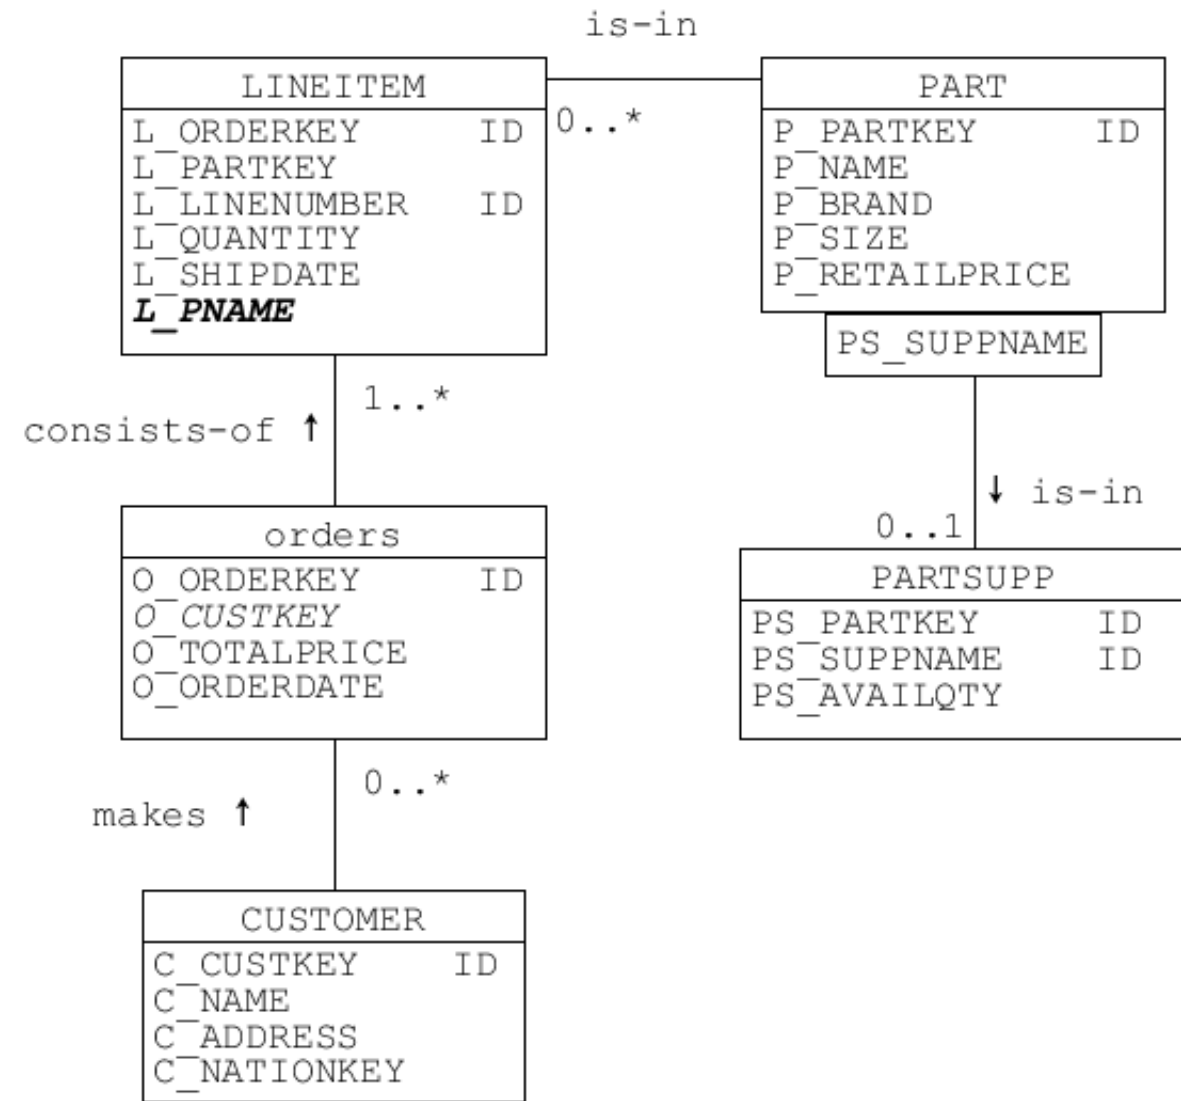 is-in
LINEITEM
L_ORDERKEY ID
L_PARTKEY
L_LINENUMBER ID
L_QUANTITY
L_SHIPDATE
L_PNAME
0..*
PART
P_PARTKEY ID
P_NAME
P_BRAND
P_SIZE
P_RETAILPRICE
PS_SUPPNAME
1..*
consists-of ↑
↓ is-in
0..1
orders
O_ORDERKEY ID
O_CUSTKEY
O_TOTALPRICE
O_ORDERDATE
PARTSUPP
PS_PARTKEY ID
PS_SUPPNAME ID
PS_AVAILQTY
0..*
makes ↑
CUSTOMER
C_CUSTKEY ID
C_NAME
C_ADDRESS
C_NATIONKEY